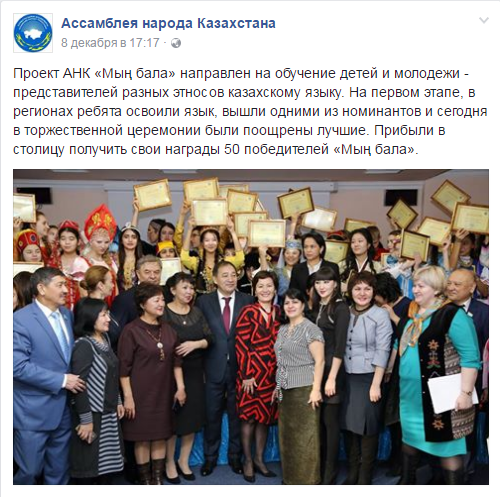 Ассамблея народа Казахстана
8 декабря в 17:17 ·
Проект АНК «Мың бала» направлен на обучение детей и молодежи -
представителей разных этносов казахскому языку. На первом этапе, в
регионах ребята освоили язык, вышли одними из номинантов и сегодня
в торжественной церемонии были поощрены лучшие. Прибыли в
столицу получить свои награды 50 победителей «Мың бала».